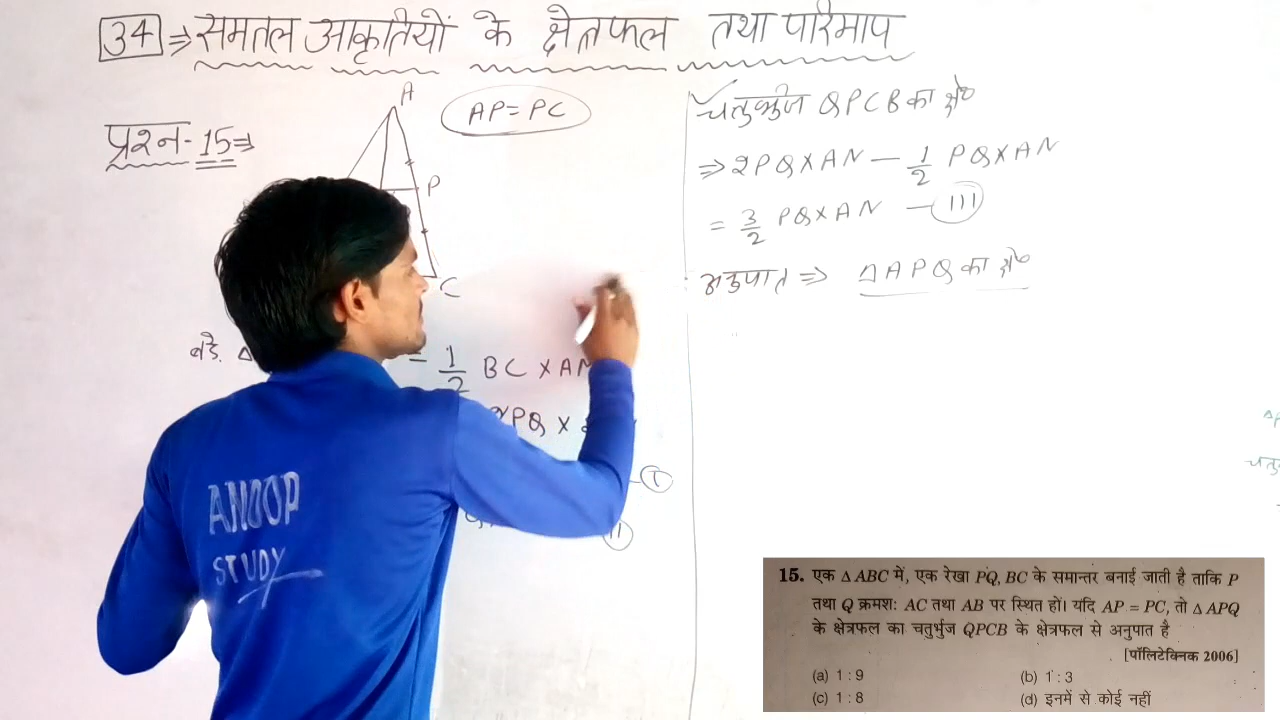 34 ⇒ समतल आकृतियों के क्षेत्रफल तथा परिमाप
प्रश्न- 15 ⇒
A
AP = PC
P
C
बड़े. Δ = 1/2 BC × AN
2PQ ×
I
II
चतुर्भुज QPCB का क्षे०
⇒ 2PQ × AN — 1/2 PQ × AN
= 3/2 PQ × AN — III
अनुपात ⇒ ΔAPQ का क्षे०
ANOOP
STUDY
15. एक Δ ABC में, एक रेखा PQ, BC के समान्तर बनाई जाती है ताकि P
तथा Q क्रमशः AC तथा AB पर स्थित हों। यदि AP = PC, तो Δ APQ
के क्षेत्रफल का चतुर्भुज QPCB के क्षेत्रफल से अनुपात है
[पॉलिटेक्निक 2006]
(a) 1 : 9 (b) 1 : 3
(c) 1 : 8 (d) इनमें से कोई नहीं